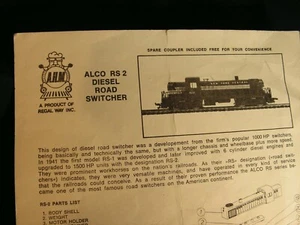 SPARE COUPLER INCLUDED FREE FOR YOUR CONVENIENCE
AHM
A PRODUCT OF
REGAL WAY INC.
ALCO RS 2
DIESEL
ROAD
SWITCHER
This design of diesel road switcher was a developement from the firm's popular 1000 HP switchers,
being basically and technically the same, but with a longer chassis and wheelbase plus more speed.
In 1941 the first model RS-1 was developed and later improved with 6 cylinder diesel engines and
upgraded to 1500 HP units with the designation RS-2.
They were prominant workhorses on the nation's railroads. As their «RS» designation («road swit-
chers») indicates, they were very versatile machines, and have operated in every kind of service
that the railroads could conceive. As a result of their proven performance the ALCO RS series be-
came one of the most famous road switchers on the American continent.
RS-2 PARTS LIST
1 BODY SHELL
2 WEIGHT
3 MOTOR HOLDER